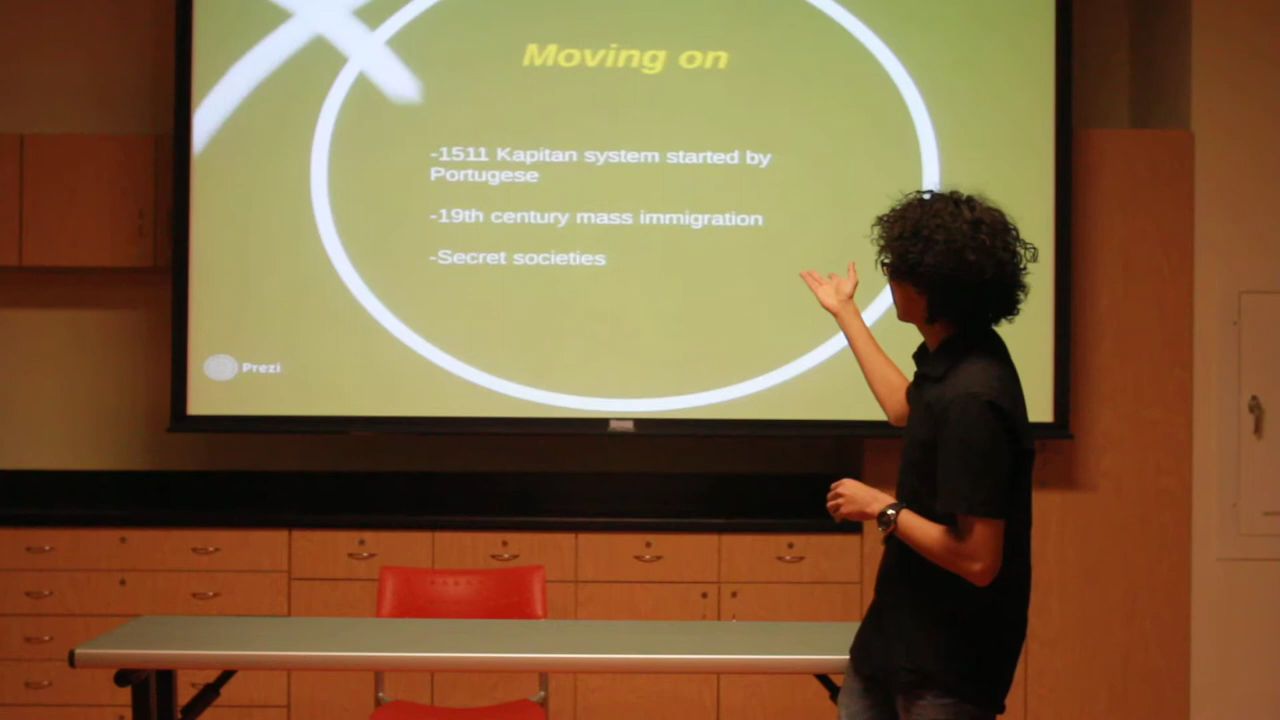 Moving on
-1511 Kapitan system started by
Portugese
-19th century mass immigration
-Secret societies
Prezi